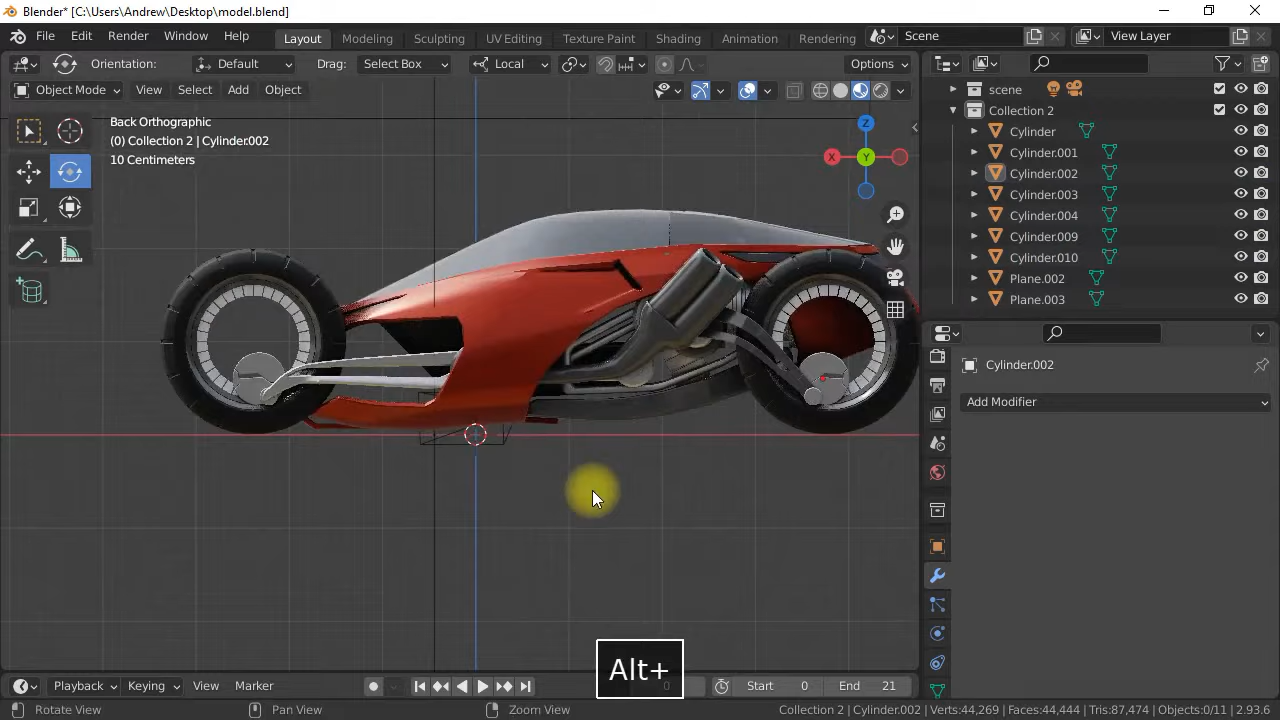 Blender* [C:\Users\Andrew\Desktop\model.blend]
File Edit Render Window Help
Layout Modeling Sculpting UV Editing Texture Paint Shading Animation Rendering
Scene
View Layer
Orientation: Default Drag: Select Box Local Options
Object Mode View Select Add Object
Back Orthographic
(0) Collection 2 | Cylinder.002
10 Centimeters
Z
X
Y
scene
Collection 2
Cylinder
Cylinder.001
Cylinder.002
Cylinder.003
Cylinder.004
Cylinder.009
Cylinder.010
Plane.002
Plane.003
Cylinder.002
Add Modifier
Alt+
Playback Keying View Marker 0 Start 0 End 21
Rotate View Pan View Zoom View Collection 2 | Cylinder.002 | Verts:44,269 | Faces:44,444 | Tris:87,474 | Objects:0/11 | 2.93.6